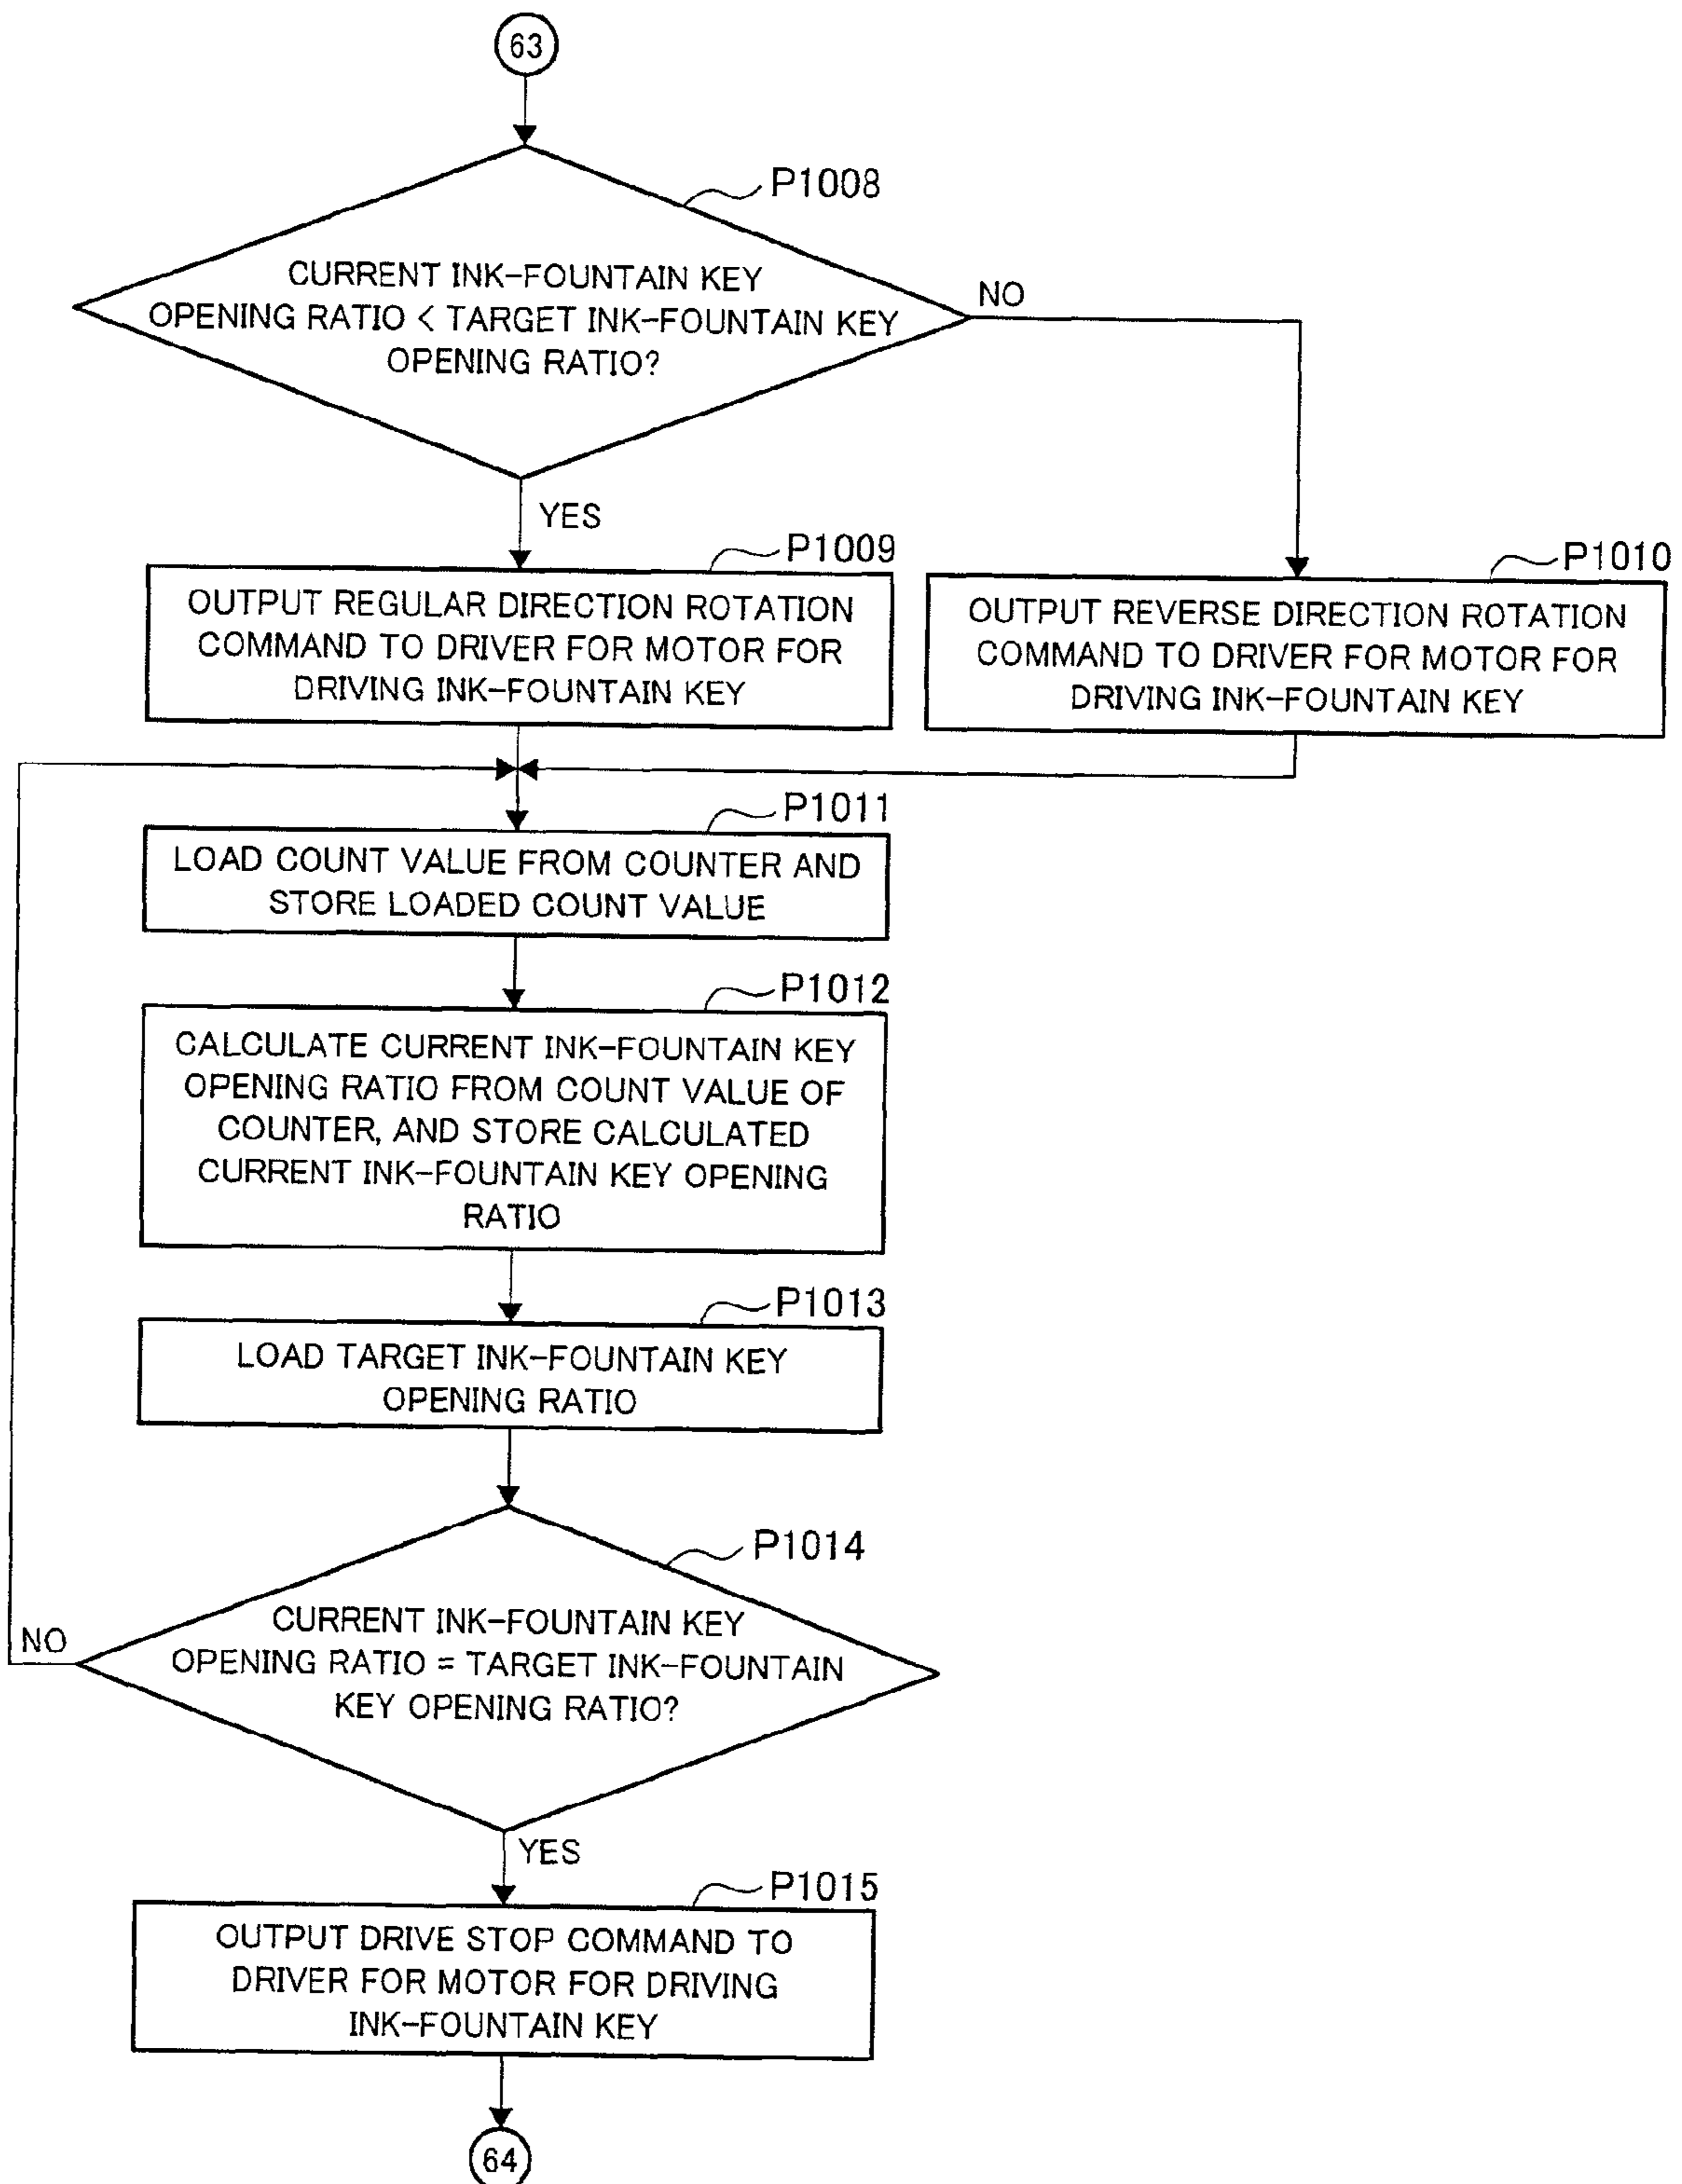 63
P1008
CURRENT INK-FOUNTAIN KEY
OPENING RATIO < TARGET INK-FOUNTAIN KEY
OPENING RATIO?
NO
YES
P1009
OUTPUT REGULAR DIRECTION ROTATION
COMMAND TO DRIVER FOR MOTOR FOR
DRIVING INK-FOUNTAIN KEY
P1010
OUTPUT REVERSE DIRECTION ROTATION
COMMAND TO DRIVER FOR MOTOR FOR
DRIVING INK-FOUNTAIN KEY
P1011
LOAD COUNT VALUE FROM COUNTER AND
STORE LOADED COUNT VALUE
P1012
CALCULATE CURRENT INK-FOUNTAIN KEY
OPENING RATIO FROM COUNT VALUE OF
COUNTER, AND STORE CALCULATED
CURRENT INK-FOUNTAIN KEY OPENING
RATIO
P1013
LOAD TARGET INK-FOUNTAIN KEY
OPENING RATIO
P1014
CURRENT INK-FOUNTAIN KEY
OPENING RATIO = TARGET INK-FOUNTAIN
KEY OPENING RATIO?
NO
YES
P1015
OUTPUT DRIVE STOP COMMAND TO
DRIVER FOR MOTOR FOR DRIVING
INK-FOUNTAIN KEY
64